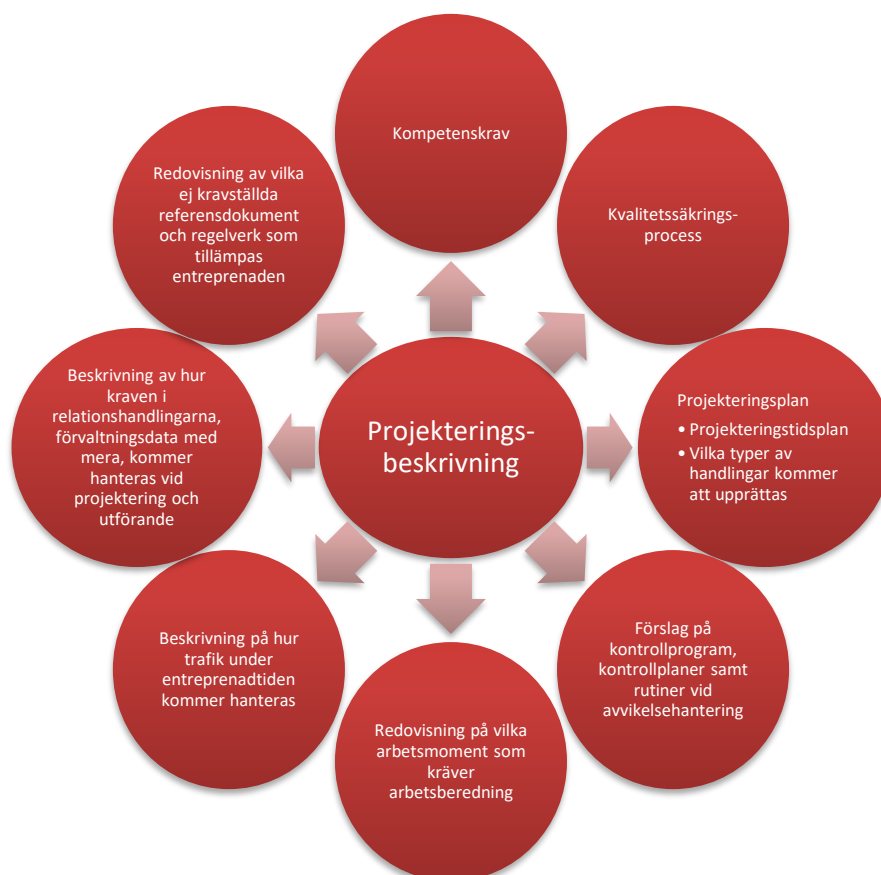 Kompetenskrav
Kvalitetssäkrings-
process
Projekteringsplan
• Projekteringstidsplan
• Vilka typer av
handlingar kommer
att upprättas
Förslag på
kontrollprogram,
kontrollplaner samt
rutiner vid
avvikelsehantering
Redovisning på vilka
arbetsmoment som
kräver
arbetsberedning
Beskrivning på hur
trafik under
entreprenadtiden
kommer hanteras
Beskrivning av hur
kraven i
relationshandlingarna,
förvaltningsdata med
mera, kommer
hanteras vid
projektering och
utförande
Redovisning av vilka
ej kravställda
referensdokument
och regelverk som
tillämpas
entreprenaden
Projekterings-
beskrivning